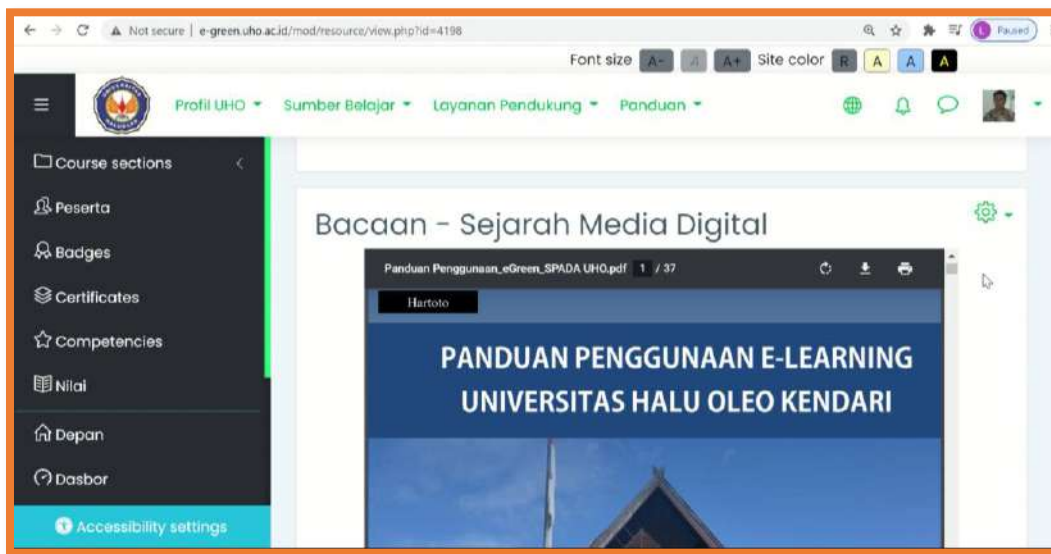 Not secure | e-green.uho.ac.id/mod/resource/view.php?id=4198
Paused
Font size A- A A+ Site color R A A A
Profil UHO Sumber Belajar Layanan Pendukung Panduan
Course sections
Peserta
Badges
Certificates
Competencies
Nilai
Depan
Dasbor
Accessibility settings
Bacaan - Sejarah Media Digital
Panduan Penggunaan_eGreen_SPADA UHO.pdf 1 / 37
Hartoto
PANDUAN PENGGUNAAN E-LEARNING
UNIVERSITAS HALU OLEO KENDARI